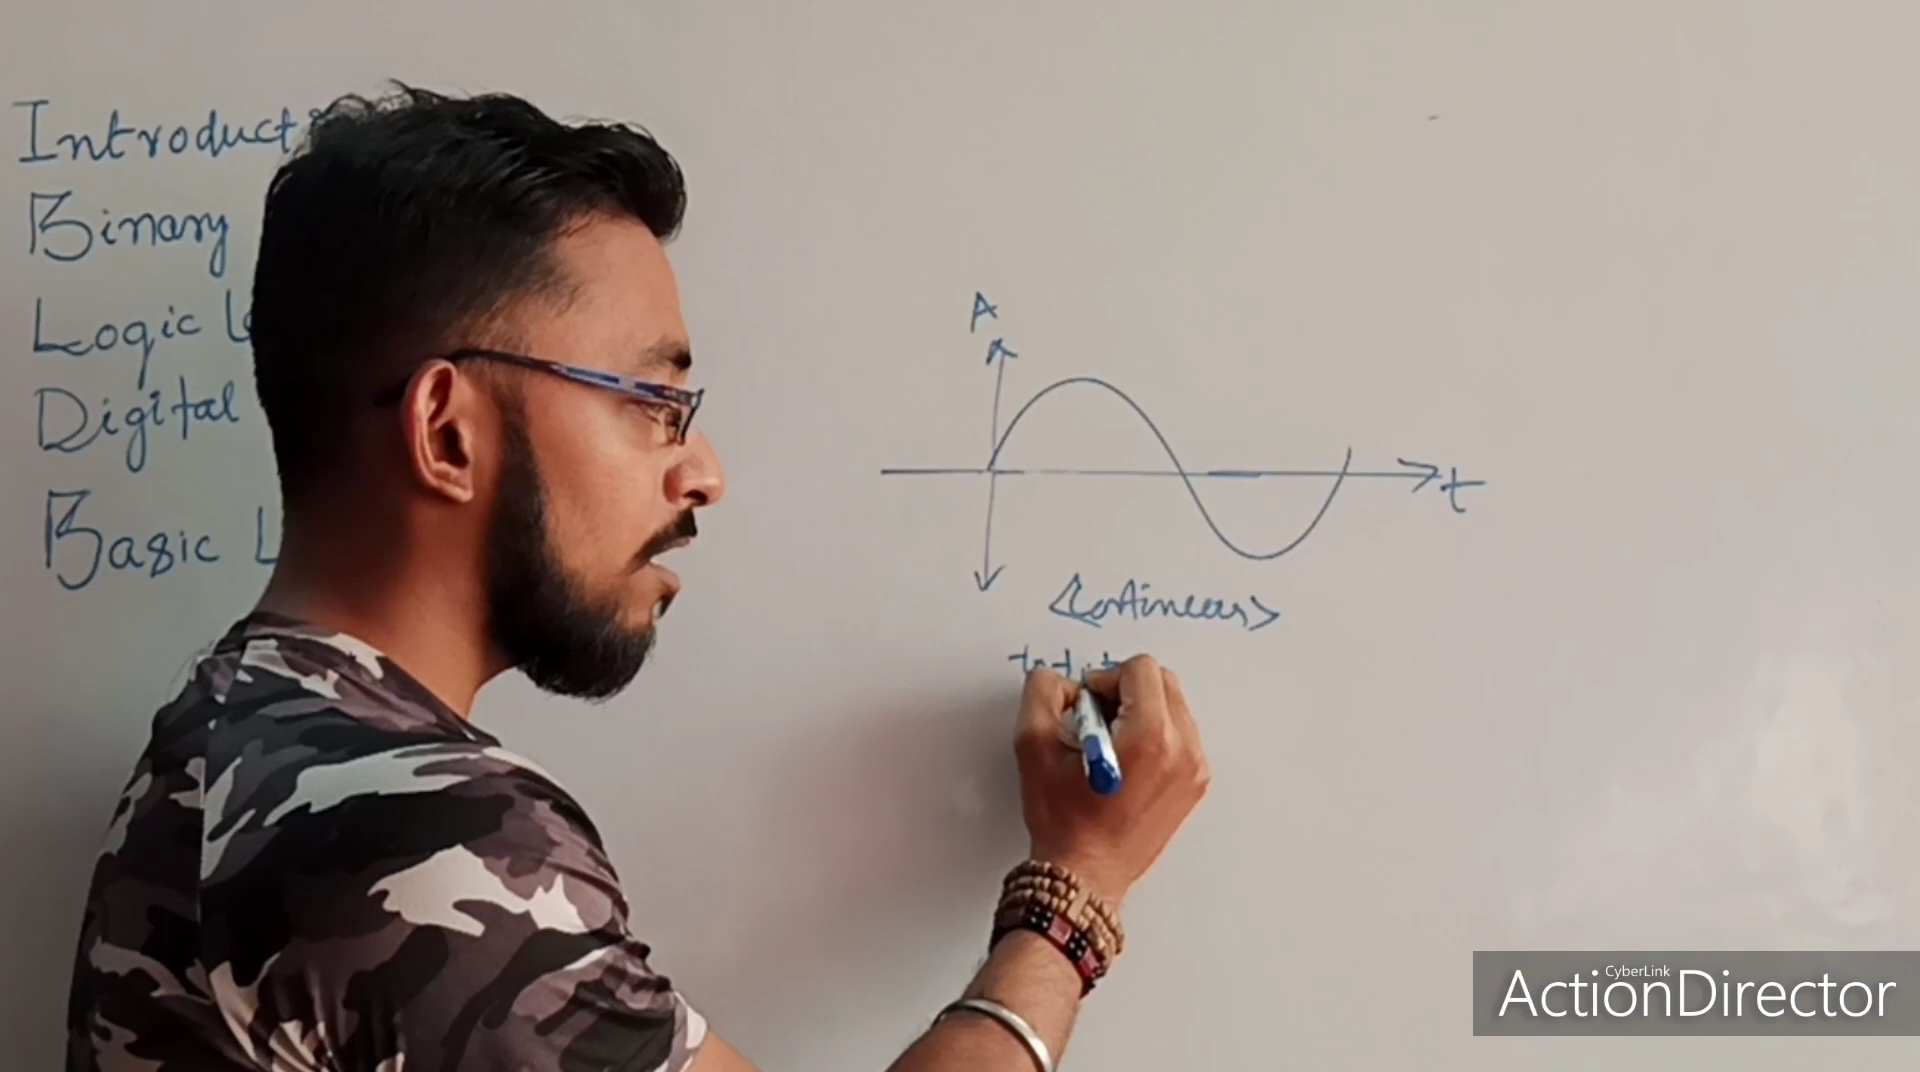 Introduct
Binary
Logic
Digital
Basic L
A
t
<Continuous>
CyberLink
ActionDirector